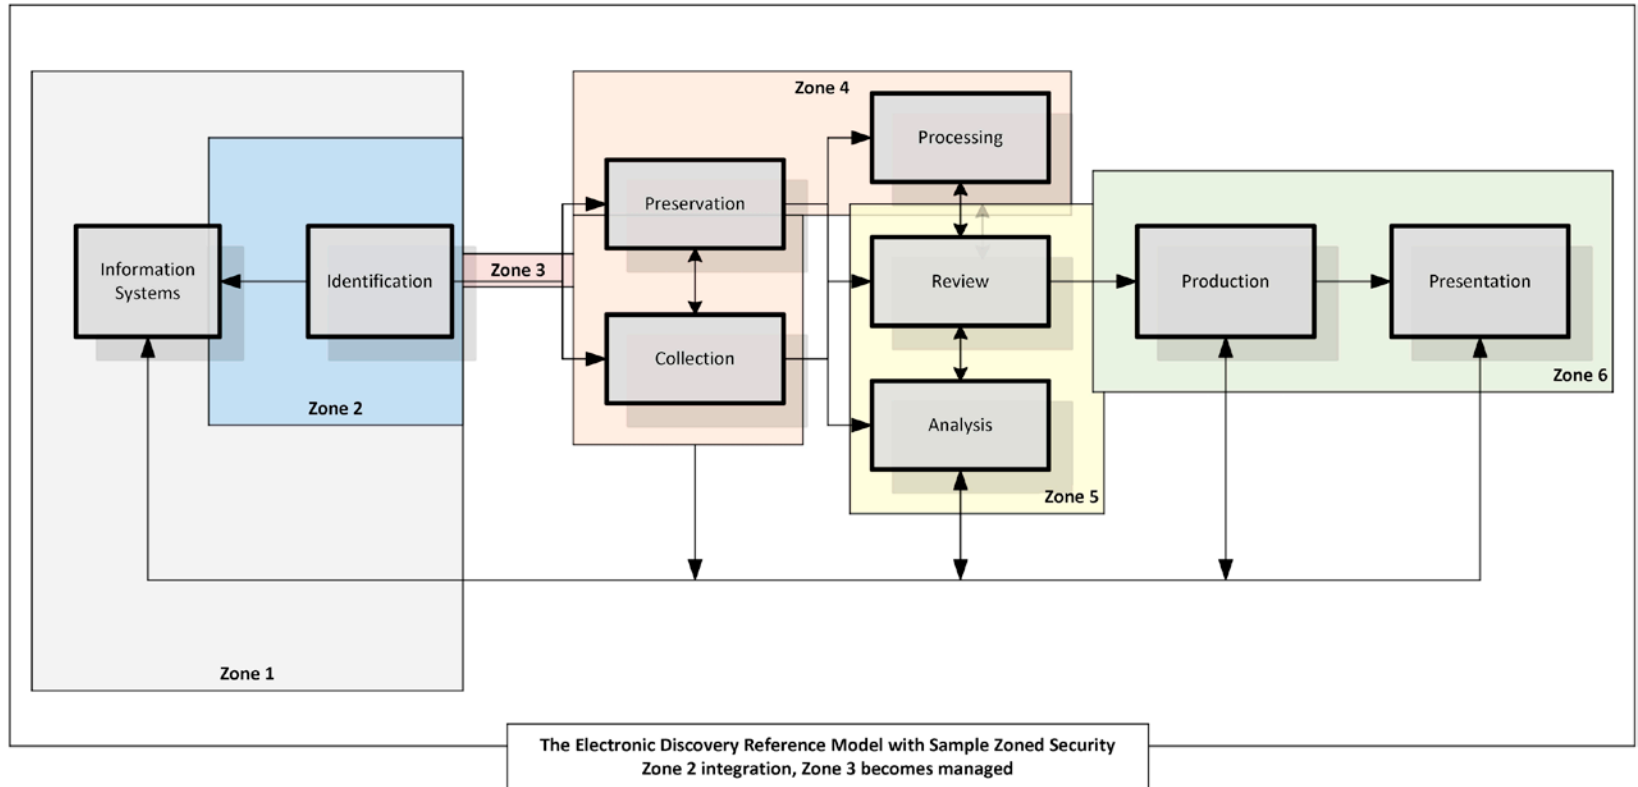 Zone 4
Processing
Preservation
Information
Systems
Identification
Zone 3
Review
Production
Presentation
Collection
Zone 6
Zone 2
Analysis
Zone 5
Zone 1
The Electronic Discovery Reference Model with Sample Zoned Security
Zone 2 integration, Zone 3 becomes managed